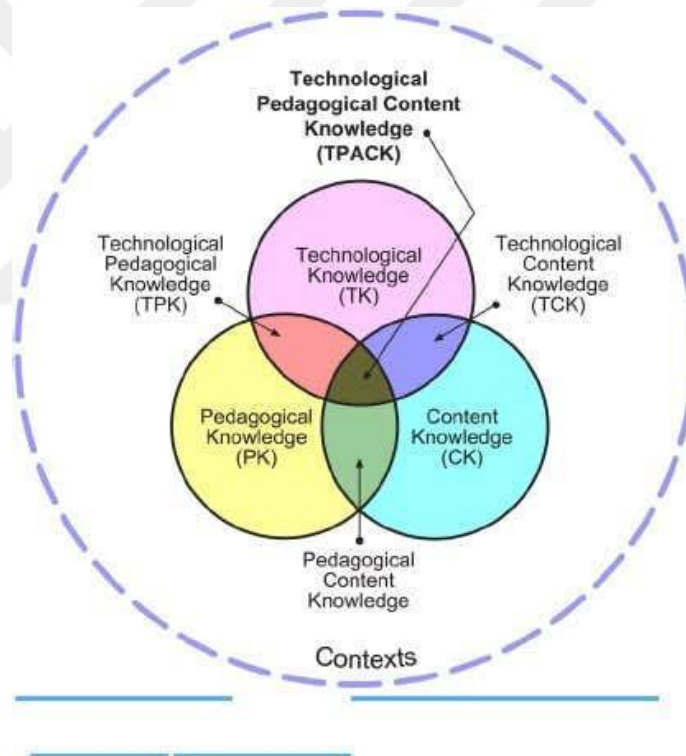 Technological
Pedagogical Content
Knowledge
(TPACK)
Technological
Pedagogical
Knowledge
(TPK)
Technological
Knowledge
(TK)
Technological
Content
Knowledge
(TCK)
Pedagogical
Knowledge
(PK)
Content
Knowledge
(CK)
Pedagogical
Content
Knowledge
Contexts